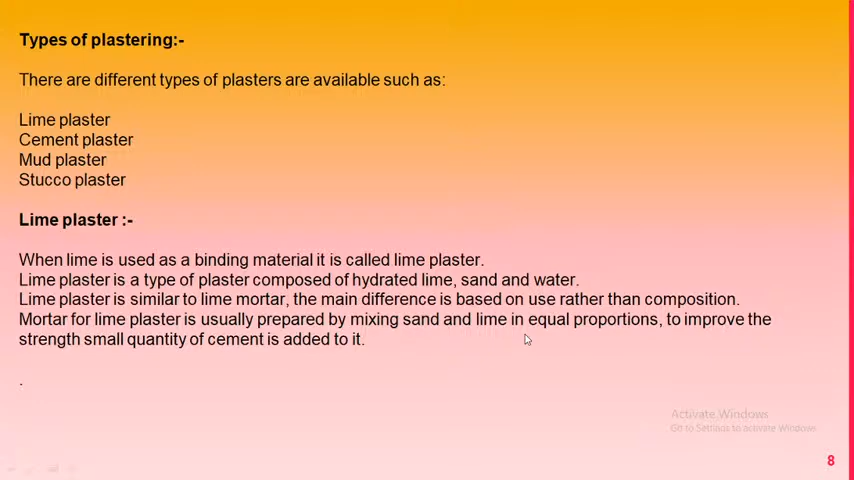 Types of plastering:-
There are different types of plasters are available such as:
Lime plaster
Cement plaster
Mud plaster
Stucco plaster
Lime plaster :-
When lime is used as a binding material it is called lime plaster.
Lime plaster is a type of plaster composed of hydrated lime, sand and water.
Lime plaster is similar to lime mortar, the main difference is based on use rather than composition.
Mortar for lime plaster is usually prepared by mixing sand and lime in equal proportions, to improve the
strength small quantity of cement is added to it.
.
Activate Windows
Go to Settings to activate Windows
8